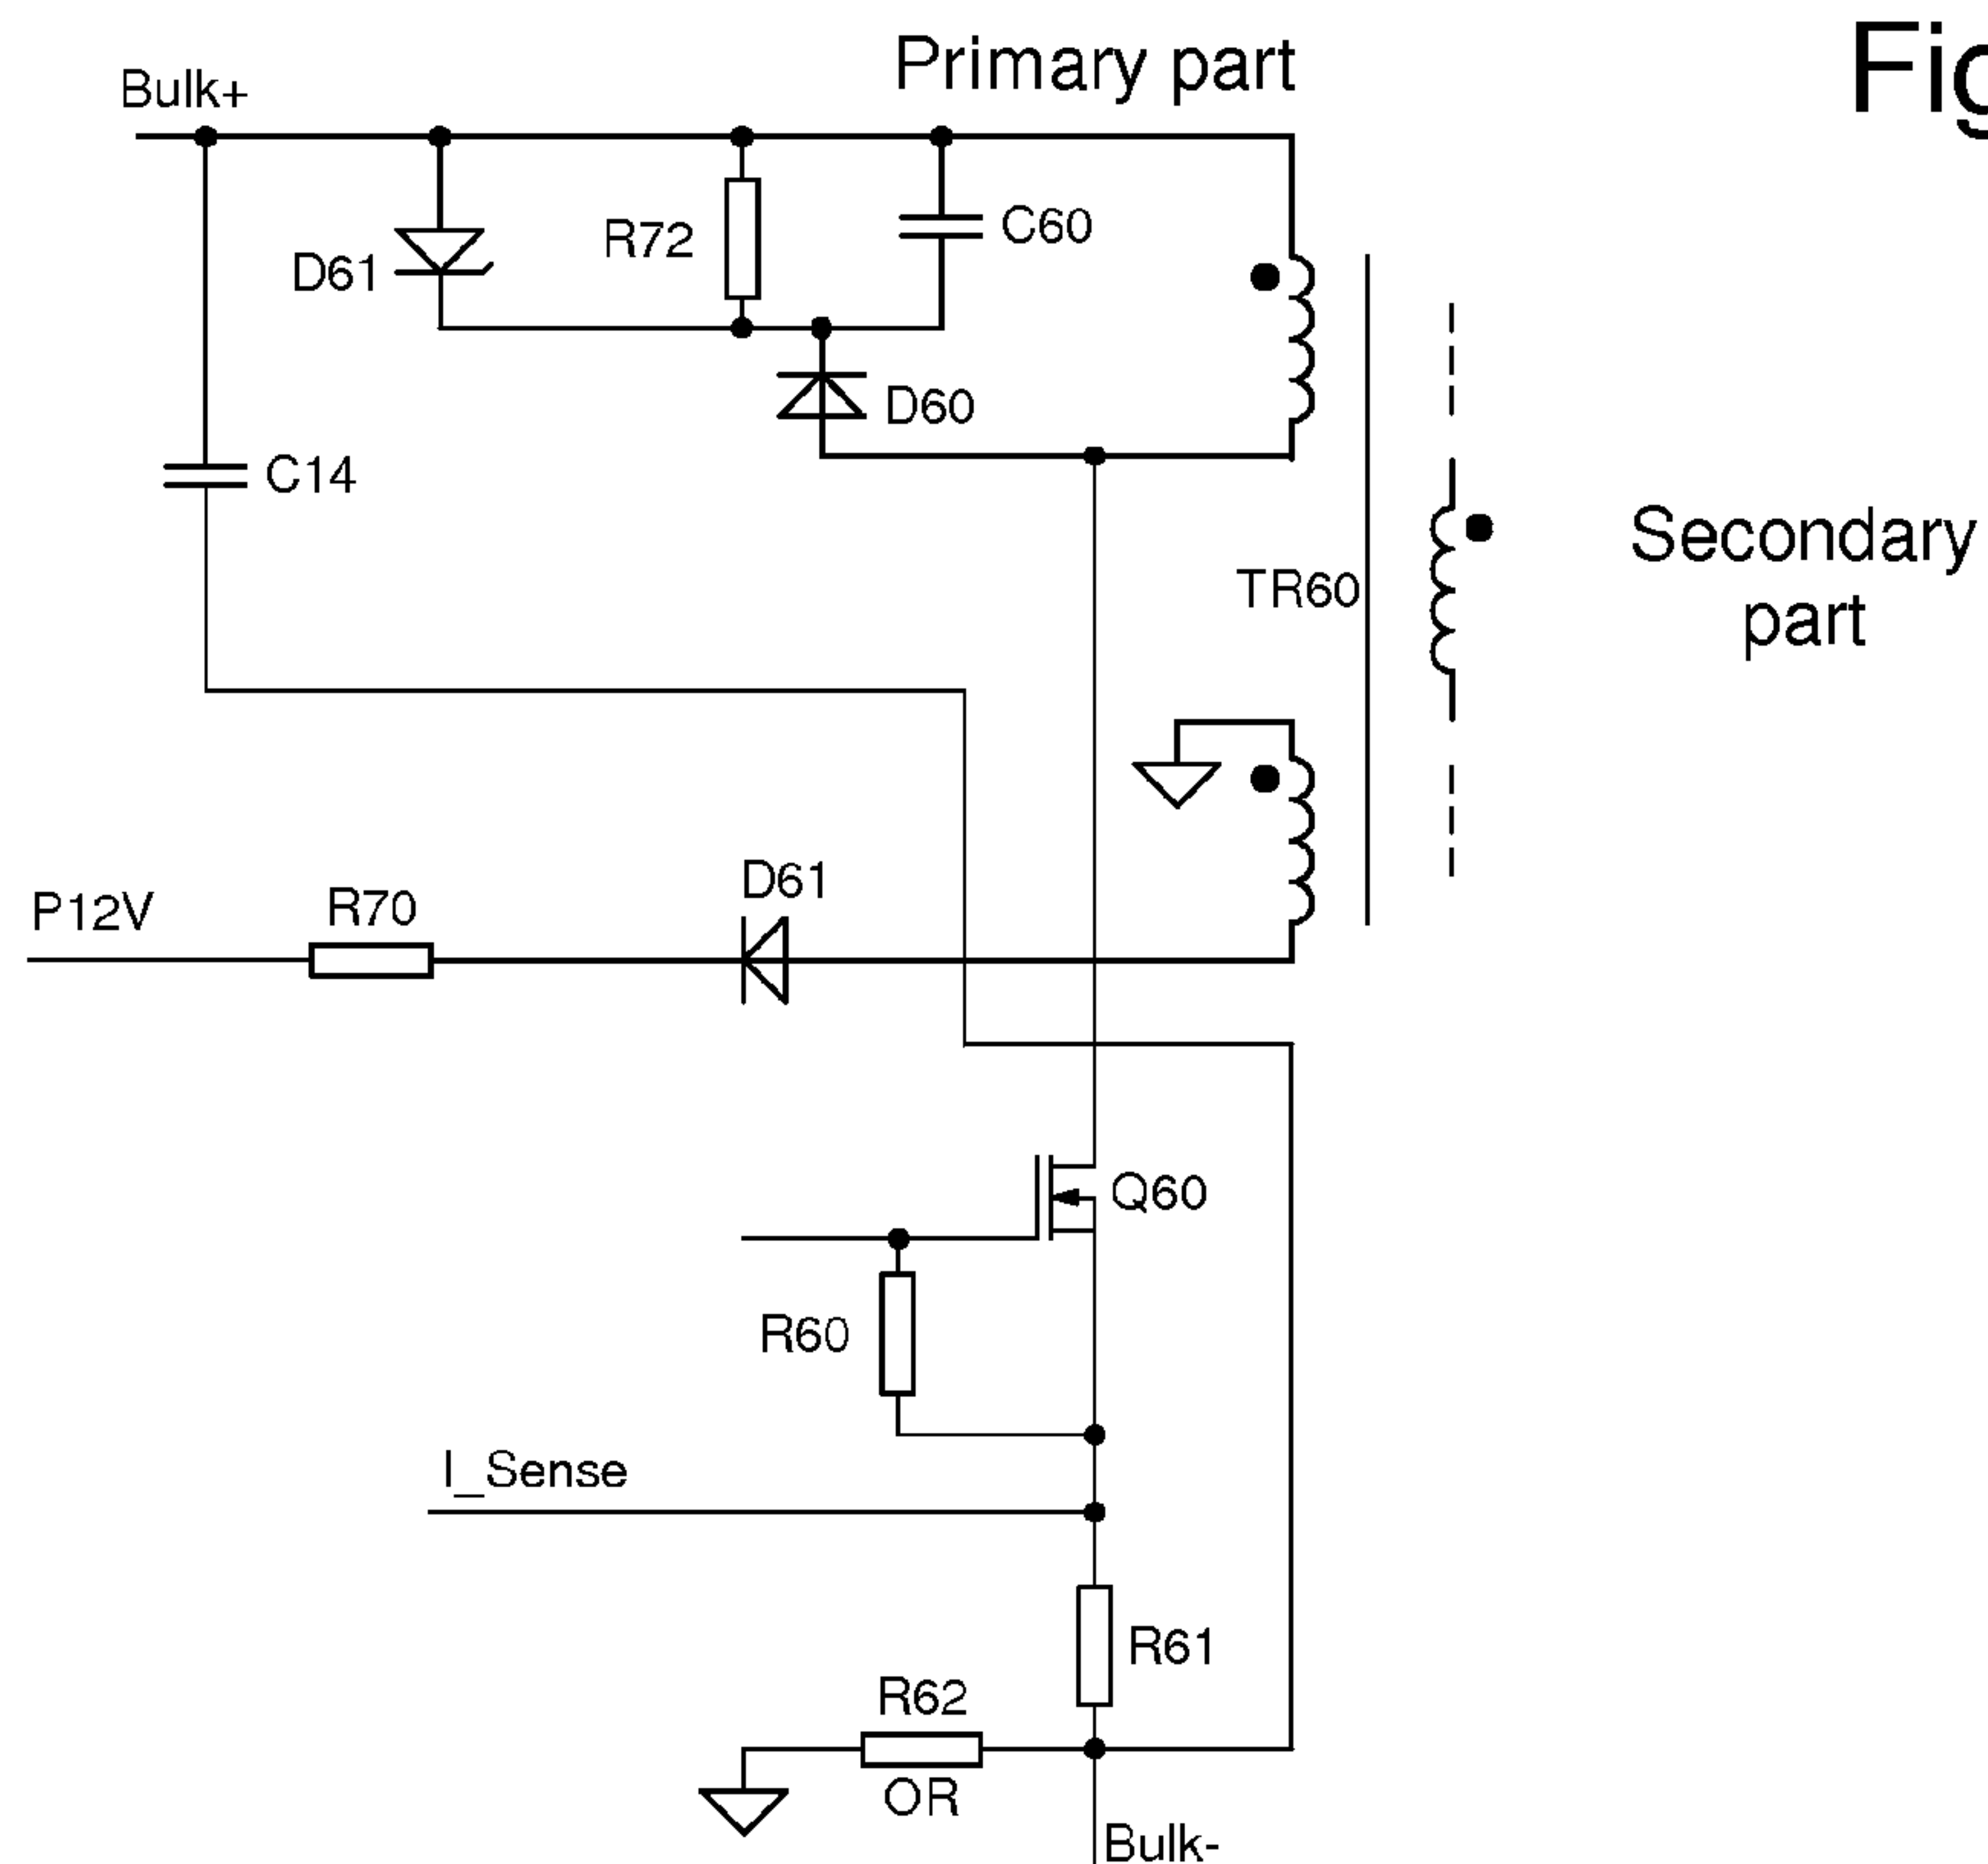 Fig
Primary part
Bulk+
C60
R72
D61
D60
C14
Secondary
part
TR60
D61
P12V
R70
Q60
R60
I_Sense
R61
R62
OR
Bulk-